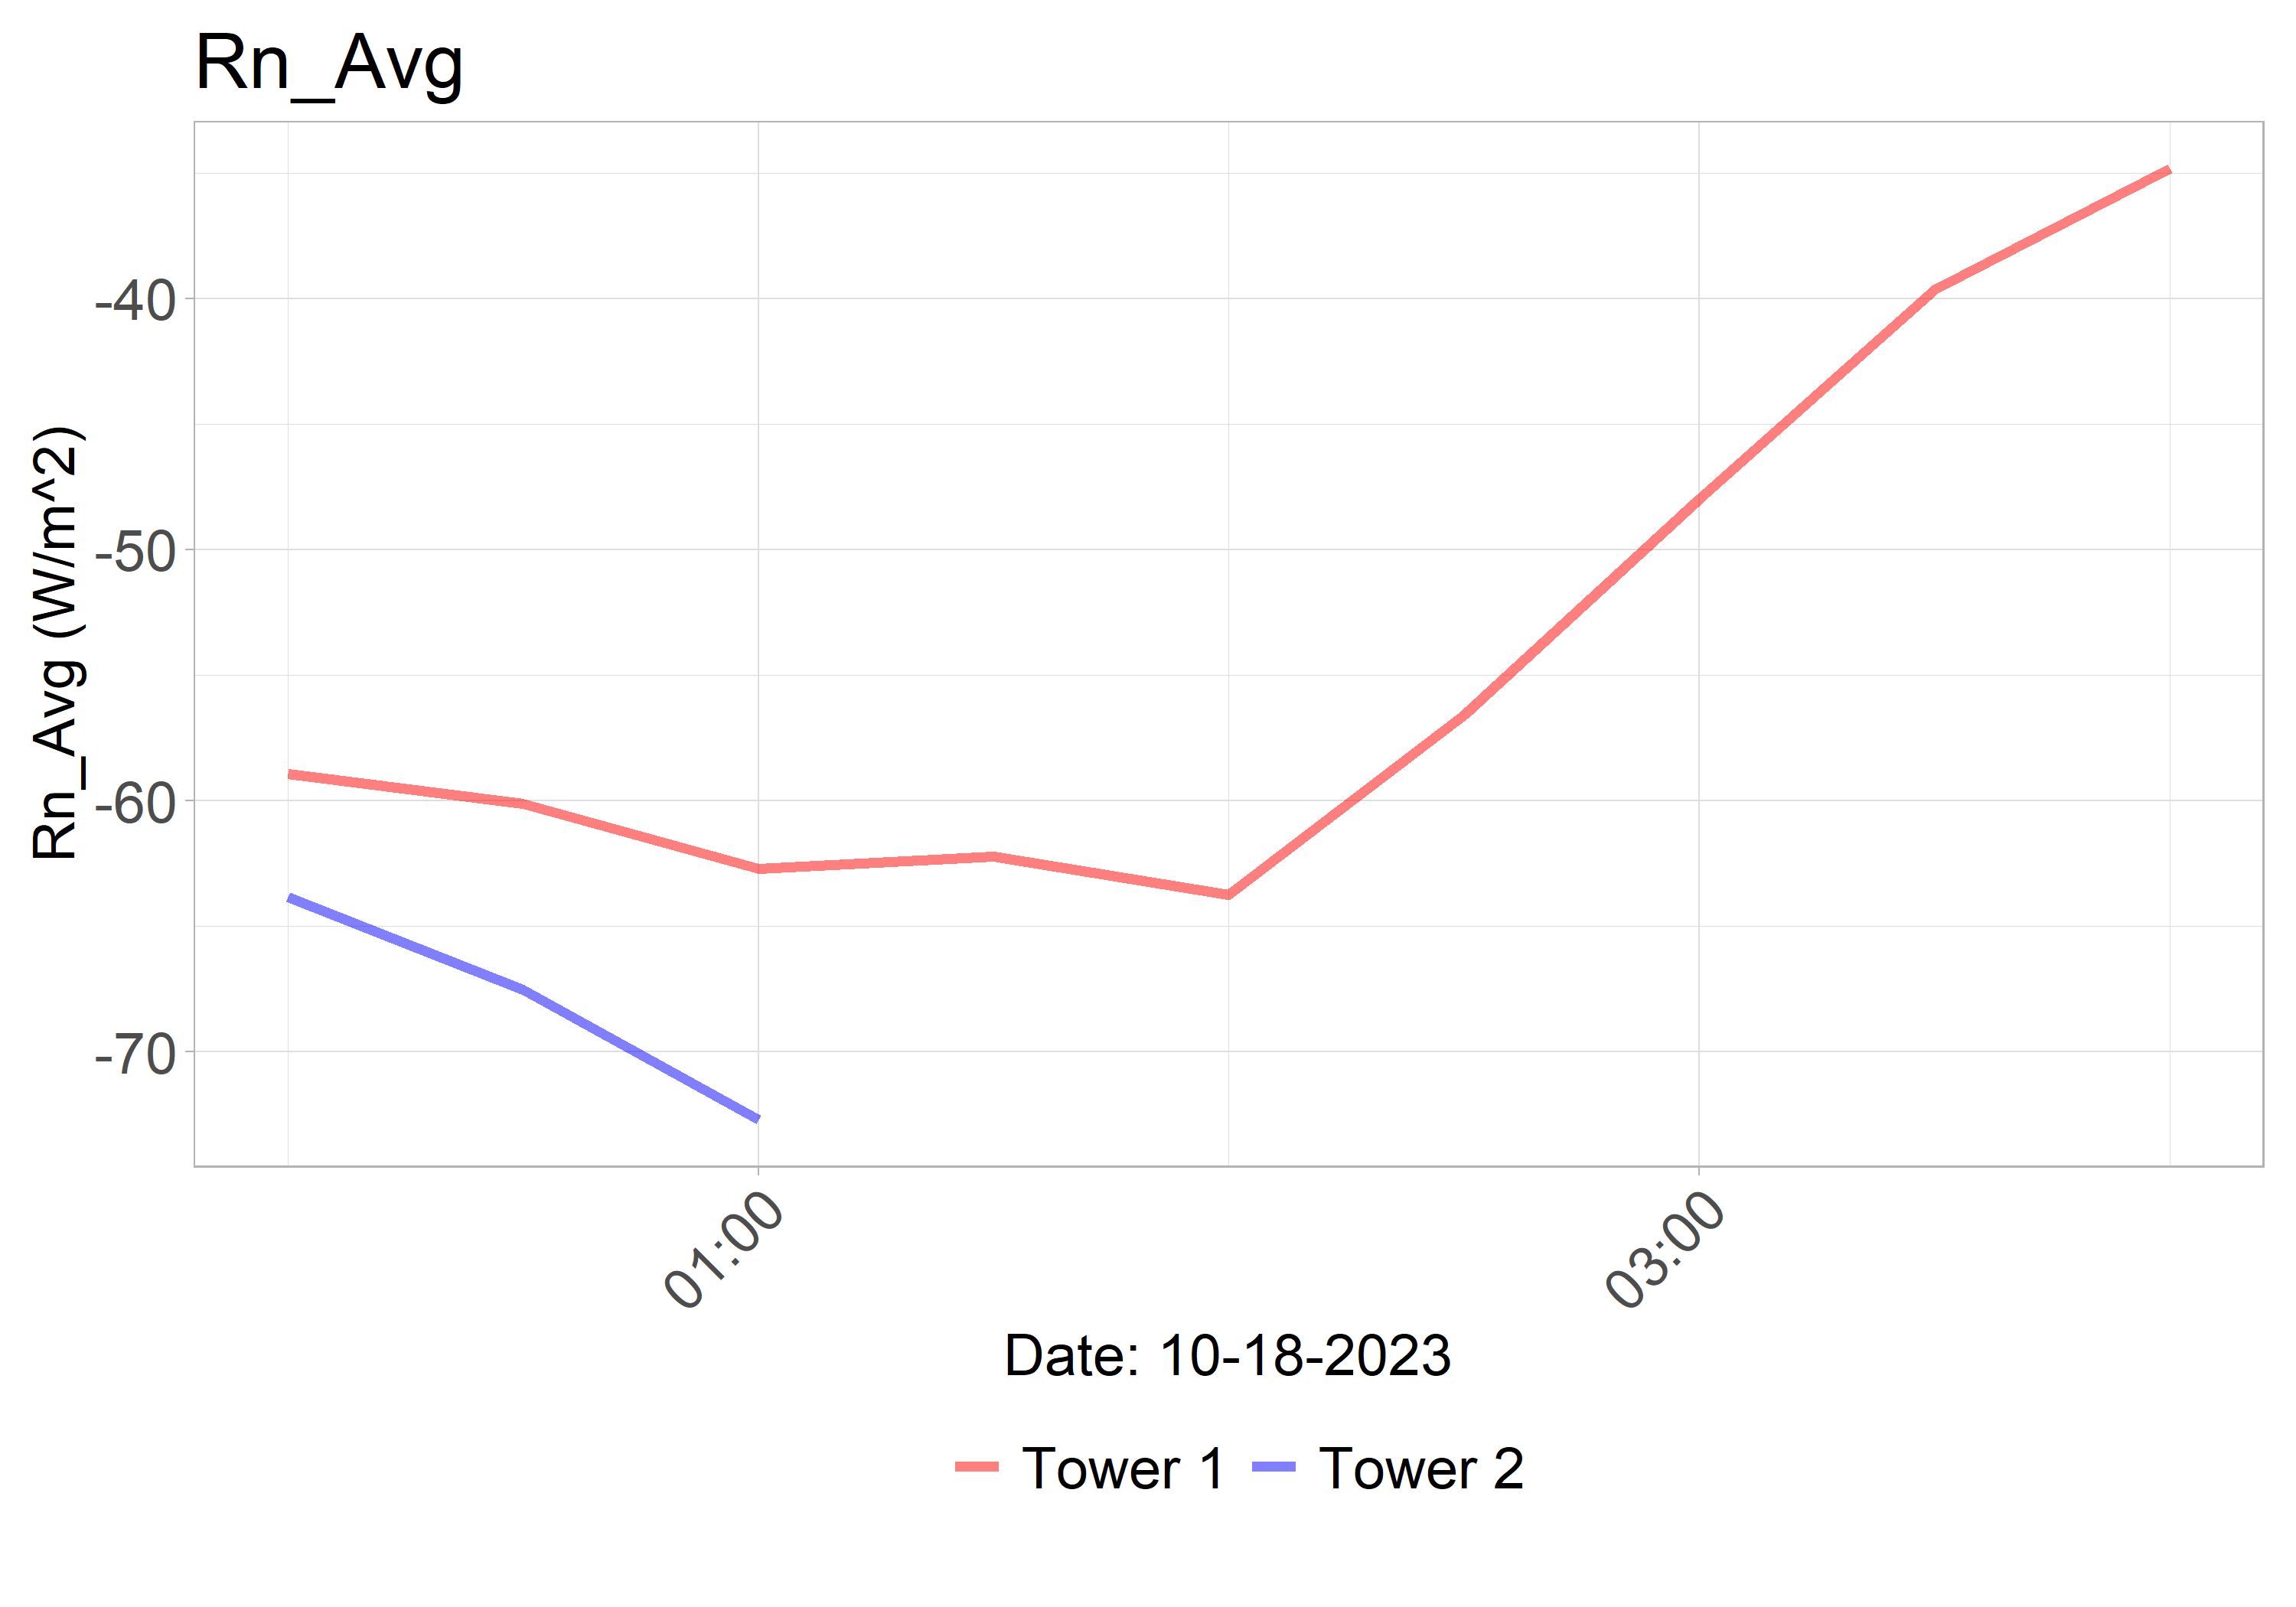 Rn_Avg
Rn_Avg (W/m^2)
-40
-50
-60
-70
01:00
03:00
Date: 10-18-2023
Tower 1
Tower 2